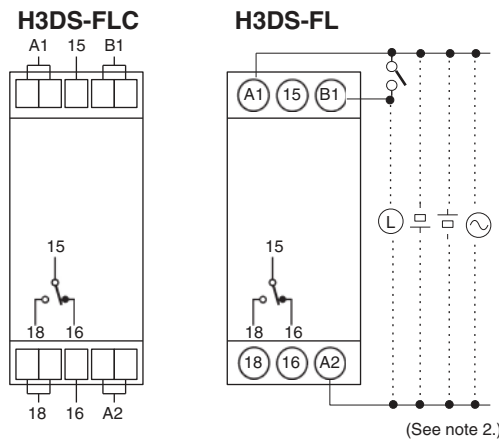 H3DS-FLC H3DS-FL
A1 15 B1
A1 15 B1
L
15
18 16
15
18 16
18 16 A2
18 16 A2
(See note 2.)